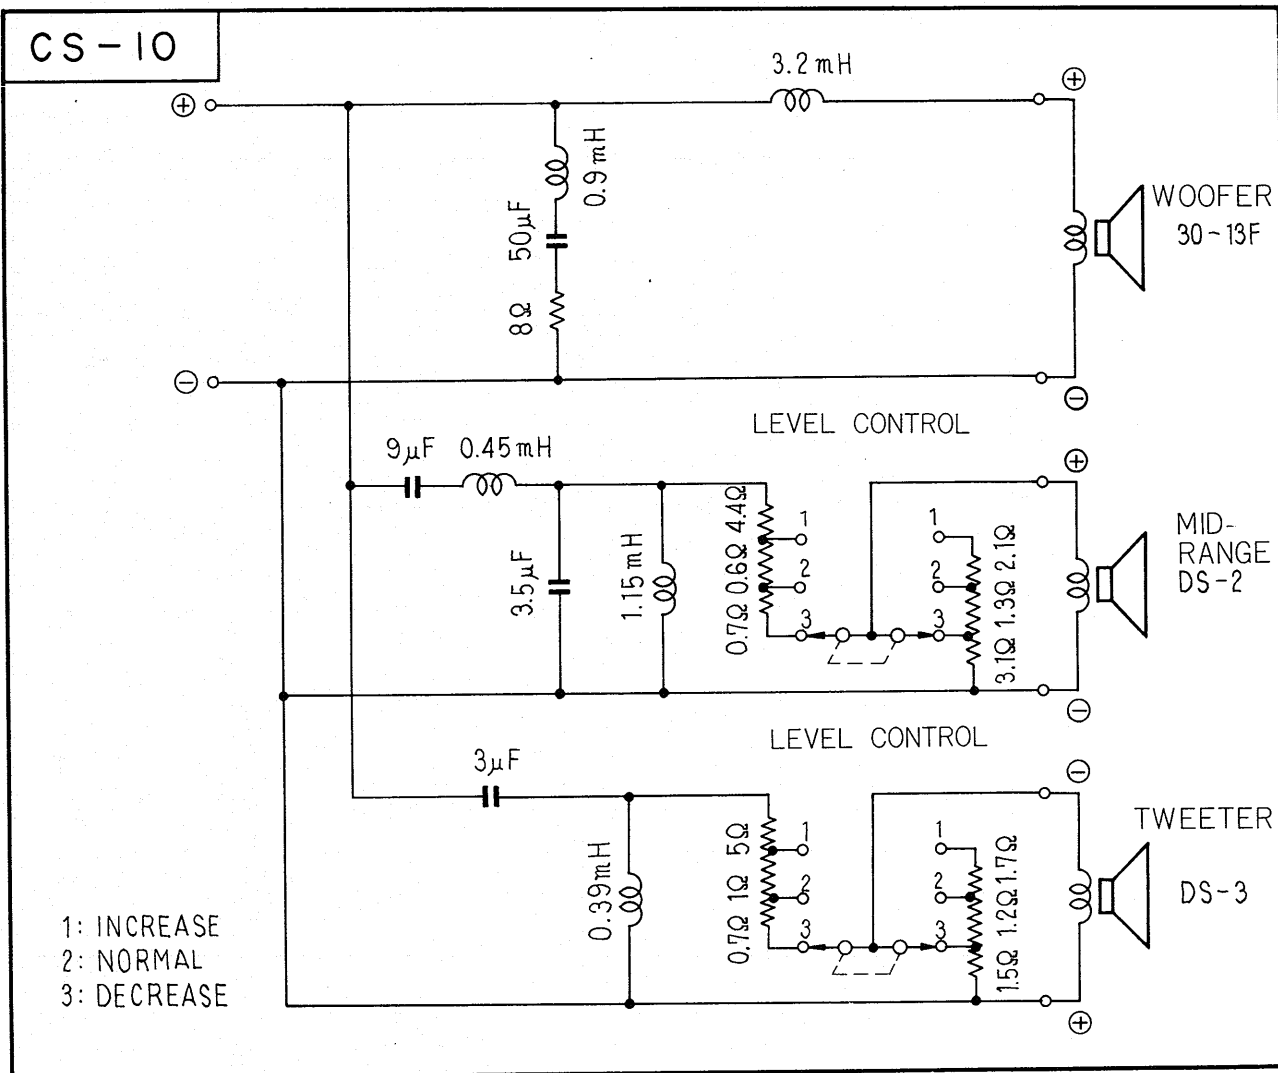 CS-10
3.2mH
⊕
⊕
0.9mH
50μF
8Ω
WOOFER
30-13F
⊖
⊖
LEVEL CONTROL
9μF 0.45mH
⊕
3.5μF
1.15mH
0.7Ω 0.6Ω 4.4Ω
1
2
3
1
2
3
3.1Ω 1.3Ω 2.1Ω
MID-
RANGE
DS-2
⊖
LEVEL CONTROL
3μF
⊖
0.39mH
0.7Ω 1Ω 5Ω
1
2
3
1
2
3
1.5Ω 1.2Ω 1.7Ω
TWEETER
DS-3
⊕
1: INCREASE
2: NORMAL
3: DECREASE